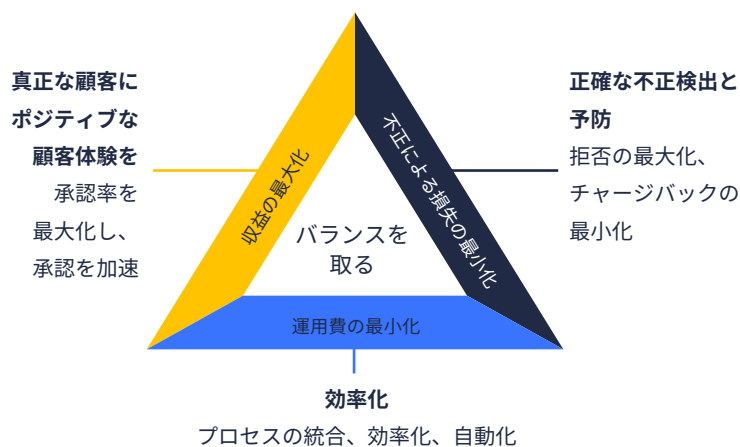 真正な顧客に
ポジティブな
顧客体験を
承認率を
最大化し、
承認を加速
収益の最大化
バランスを
取る
不正による損失の最小化
正確な不正検出と
予防
拒否の最大化、
チャージバックの
最小化
運用費の最小化
効率化
プロセスの統合、効率化、自動化